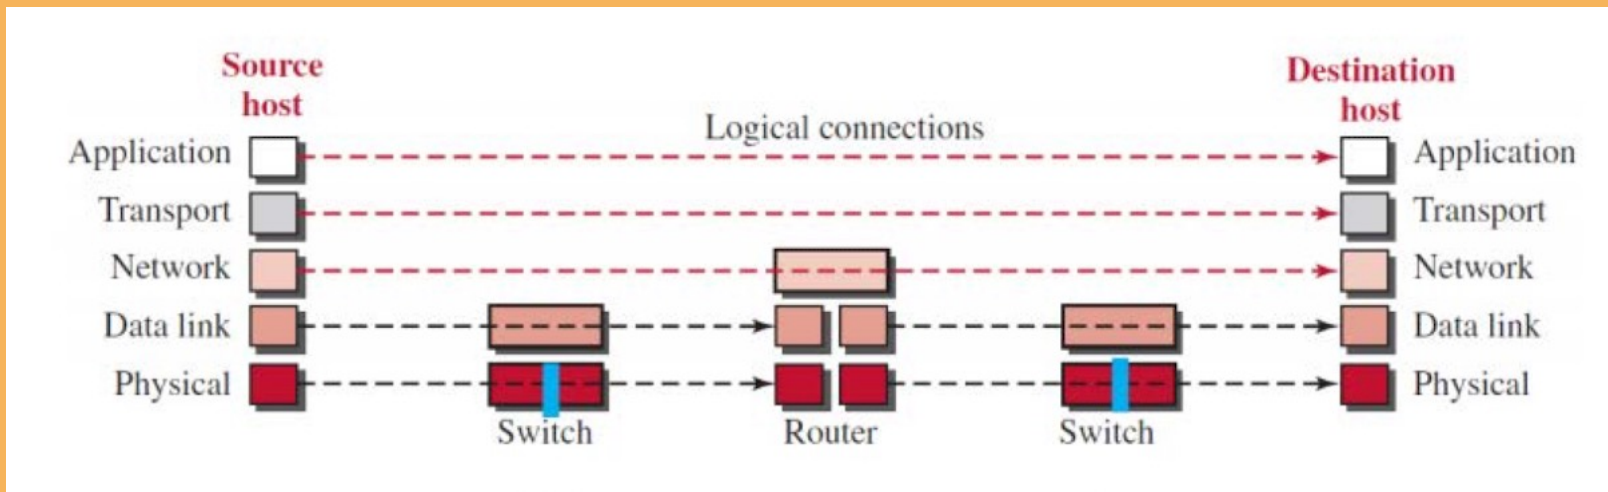 Source
host
Destination
host
Logical connections
Application
Application
Transport
Transport
Network
Network
Data link
Data link
Physical
Physical
Switch
Router
Switch